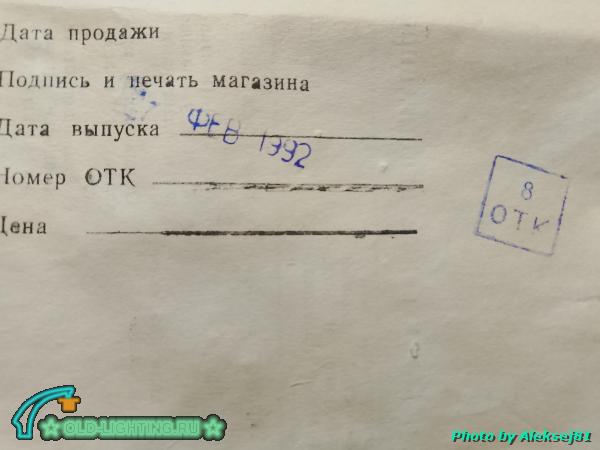 Дата продажи
Подпись и печать магазина
Дата выпуска ФЕВ 1992
Номер ОТК
Цена
8
ОТК
OLD-LIGHTING.RU
Photo by Aleksej81